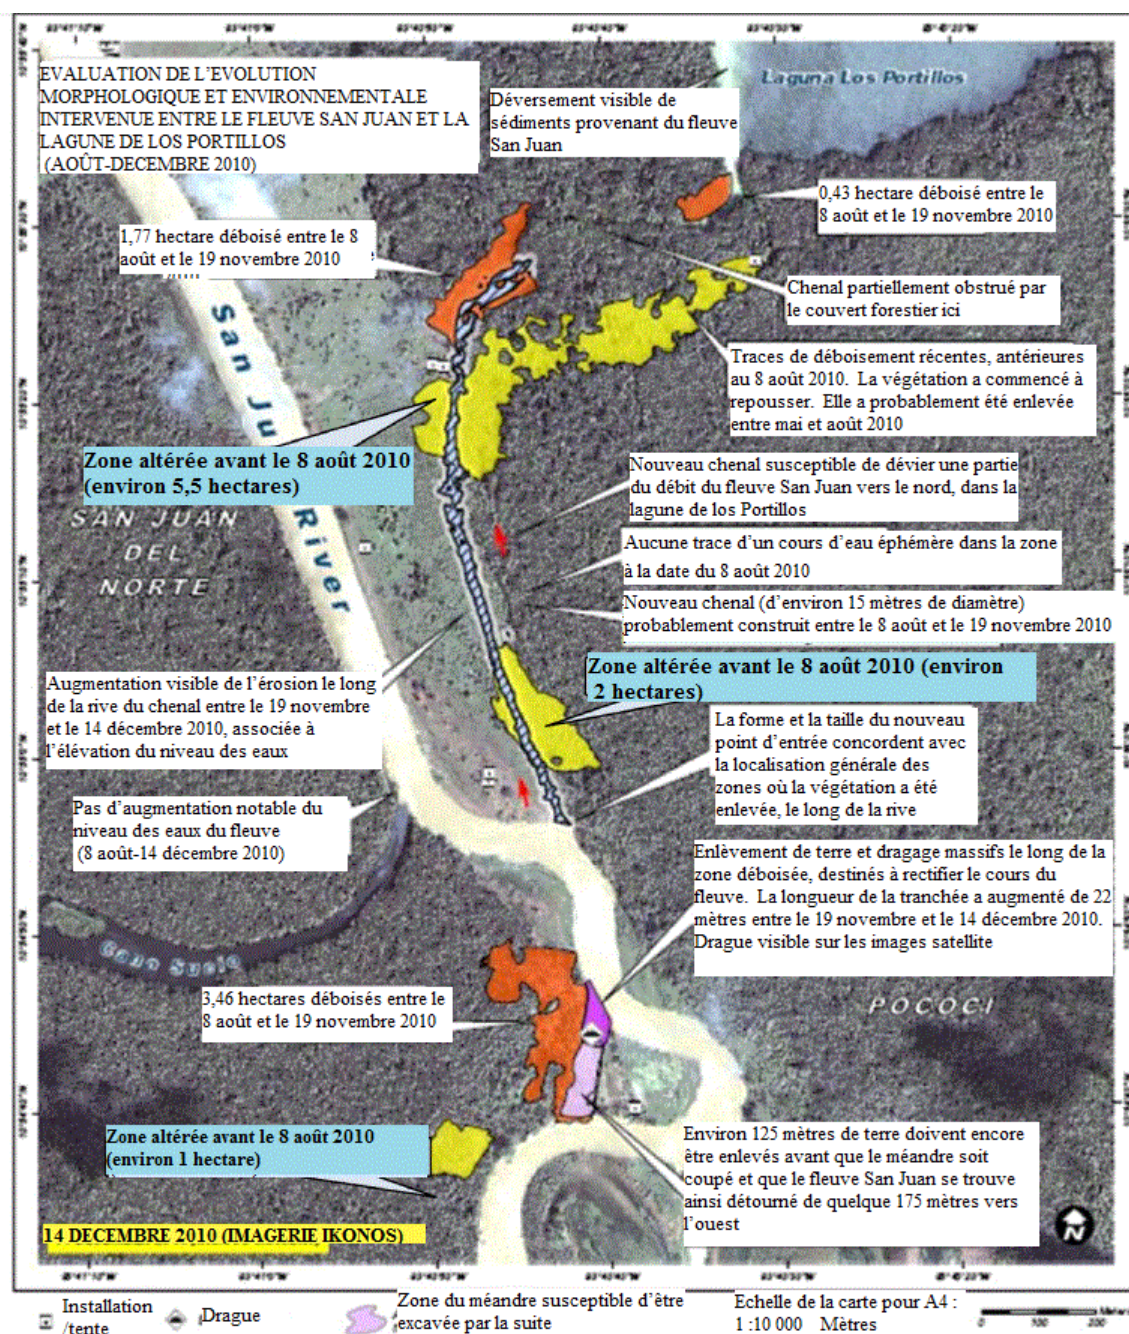 EVALUATION DE L'EVOLUTION
MORPHOLOGIQUE ET ENVIRONNEMENTALE
INTERVENUE ENTRE LE FLEUVE SAN JUAN ET LA
LAGUNE DE LOS PORTILLOS
(AOÛT-DECEMBRE 2010)
Laguna Los Portillos
Déversement visible de
sédiments provenant du fleuve
San Juan
0,43 hectare déboisé entre le
8 août et le 19 novembre 2010
1,77 hectare déboisé entre le 8
août et le 19 novembre 2010
Chenal partiellement obstrué par
le couvert forestier ici
Traces de déboisement récentes, antérieures
au 8 août 2010. La végétation a commencé à
repousser. Elle a probablement été enlevée
entre mai et août 2010
San Juan River
Zone altérée avant le 8 août 2010
(environ 5,5 hectares)
Nouveau chenal susceptible de dévier une partie
du débit du fleuve San Juan vers le nord, dans la
lagune de los Portillos
SAN JUAN
DEL
NORTE
Aucune trace d'un cours d'eau éphémère dans la zone
à la date du 8 août 2010
Nouveau chenal (d'environ 15 mètres de diamètre)
probablement construit entre le 8 août et le 19 novembre 2010
Zone altérée avant le 8 août 2010 (environ
2 hectares)
Augmentation visible de l'érosion le long
de la rive du chenal entre le 19 novembre
et le 14 décembre 2010, associée à
l'élévation du niveau des eaux
La forme et la taille du nouveau
point d'entrée concordent avec
la localisation générale des
zones où la végétation a été
enlevée, le long de la rive
Pas d'augmentation notable du
niveau des eaux du fleuve
(8 août-14 décembre 2010)
Enlèvement de terre et dragage massifs le long de la
zone déboisée, destinés à rectifier le cours du
fleuve. La longueur de la tranchée a augmenté de 22
mètres entre le 19 novembre et le 14 décembre 2010.
Drague visible sur les images satellite
3,46 hectares déboisés entre le
8 août et le 19 novembre 2010
POCOCI
Zone altérée avant le 8 août 2010
(environ 1 hectare)
Environ 125 mètres de terre doivent encore
être enlevés avant que le méandre soit
coupé et que le fleuve San Juan se trouve
ainsi détourné de quelque 175 mètres vers
l'ouest
14 DECEMBRE 2010 (IMAGERIE IKONOS)
N
Installation
/tente
Drague
Zone du méandre susceptible d'être
excavée par la suite
Echelle de la carte pour A4 :
1 :10 000 Mètres
0 100 200